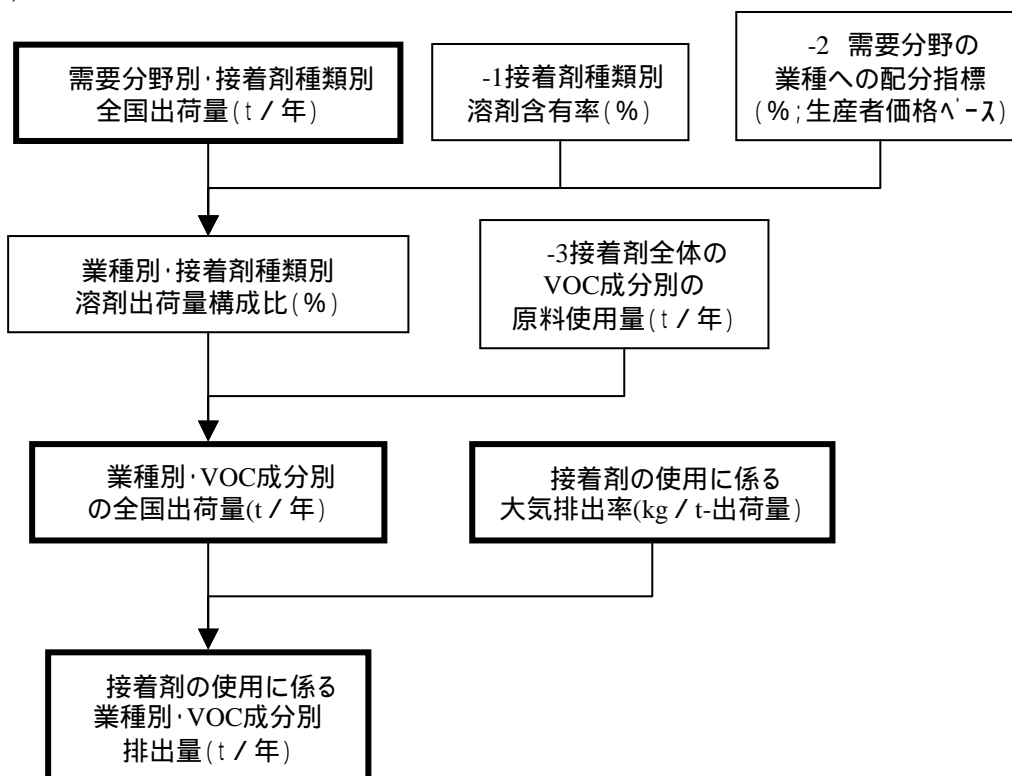 需要分野別･接着剤種類別
全国出荷量(ｔ／年)
-1接着剤種類別
溶剤含有率(％)
-2 需要分野の
業種への配分指標
(％;生産者価格ﾍﾞｰｽ)
業種別･接着剤種類別
溶剤出荷量構成比(％)
-3接着剤全体の
VOC成分別の
原料使用量(ｔ／年)
業種別･VOC成分別
の全国出荷量(t／年)
接着剤の使用に係る
大気排出率(kg／t-出荷量)
接着剤の使用に係る
業種別･VOC成分別
排出量(ｔ／年)